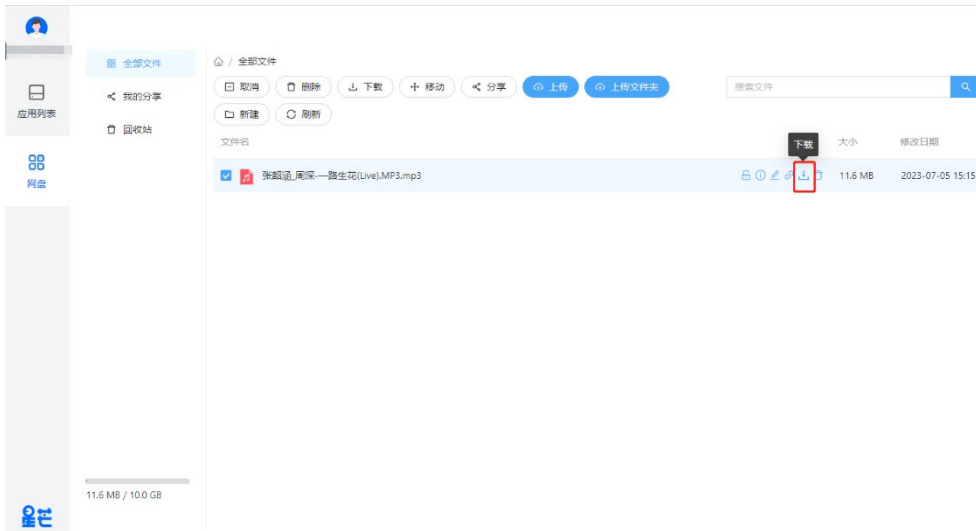 全部文件
我的分享
回收站
11.6 MB / 10.0 GB
应用列表
网盘
星芒
/ 全部文件
取消 删除 下载 移动 分享 上传 上传文件夹
搜索文件
新建 刷新
文件名 下载 大小 修改日期
张韶涵_周深-一路生花(Live).MP3.mp3 11.6 MB 2023-07-05 15:15